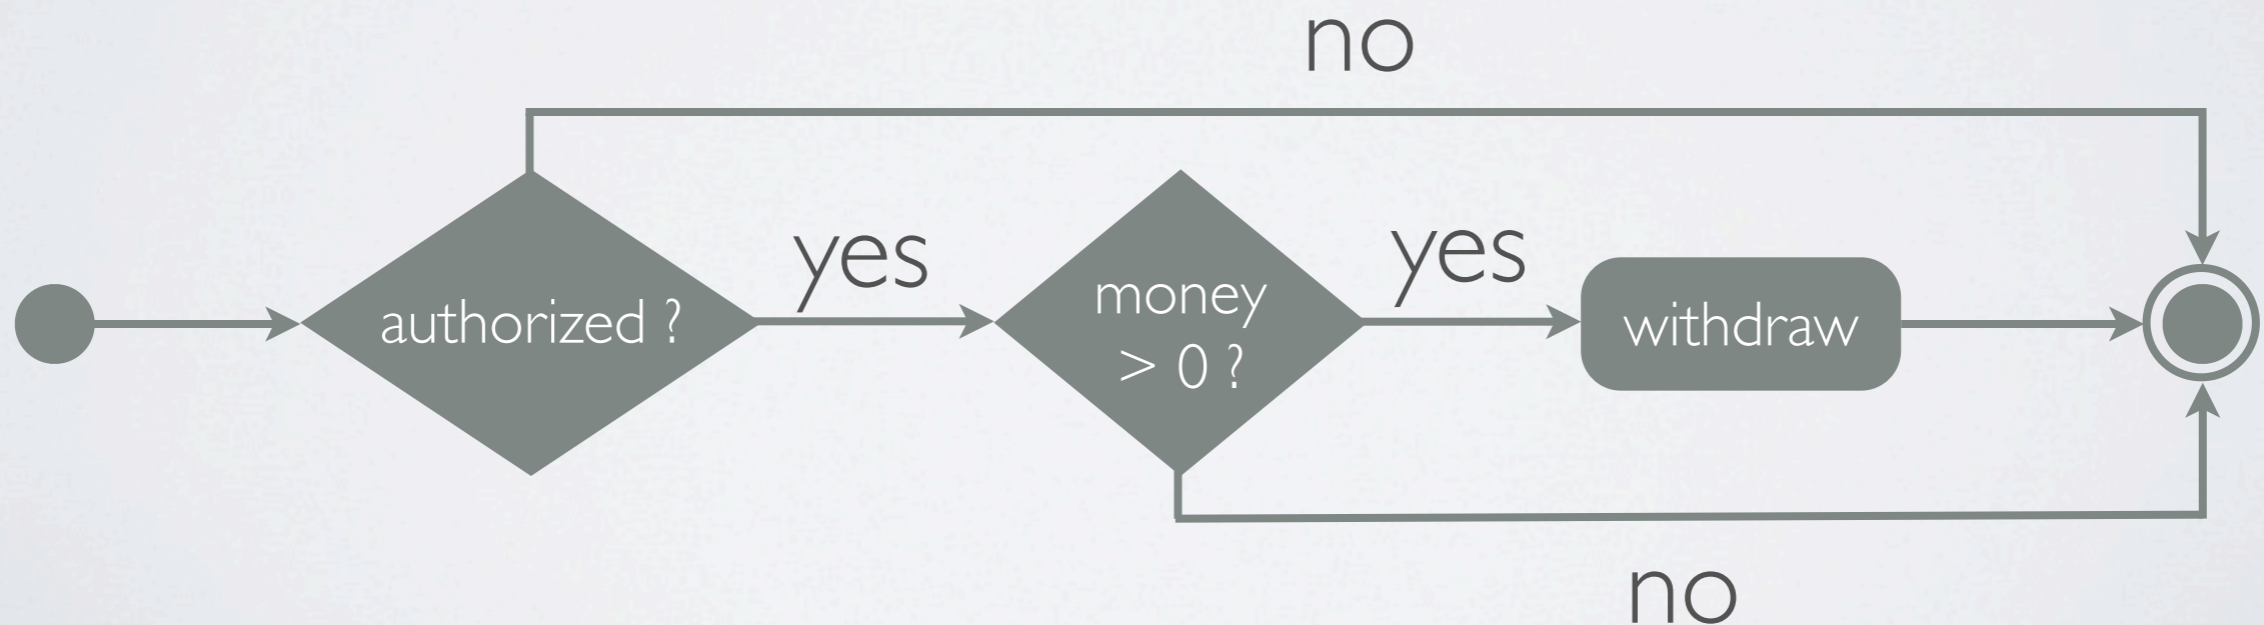 no
authorized ?
yes
money
> 0 ?
yes
withdraw
no